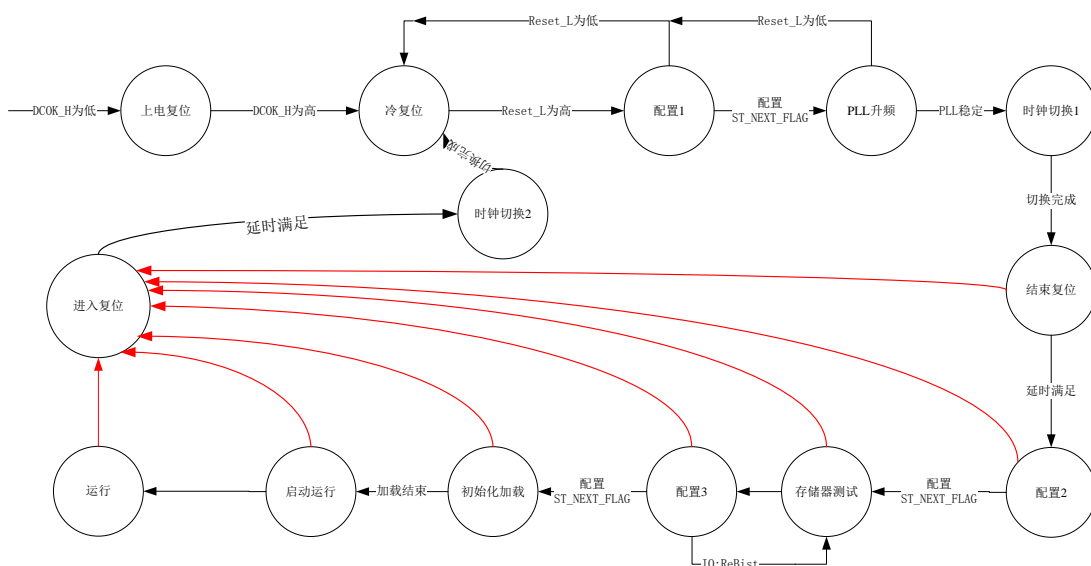 Reset_L为低
Reset_L为低
DCOK_H为低
上电复位
DCOK_H为高
冷复位
Reset_L为高
配置1
配置
ST_NEXT_FLAG
PLL升频
PLL稳定
时钟切换1
切换完成
时钟切换2
切换完成
延时满足
进入复位
结束复位
延时满足
运行
启动运行
加载结束
初始化加载
配置
ST_NEXT_FLAG
配置3
存储器测试
配置
ST_NEXT_FLAG
配置2
IO:ReBist